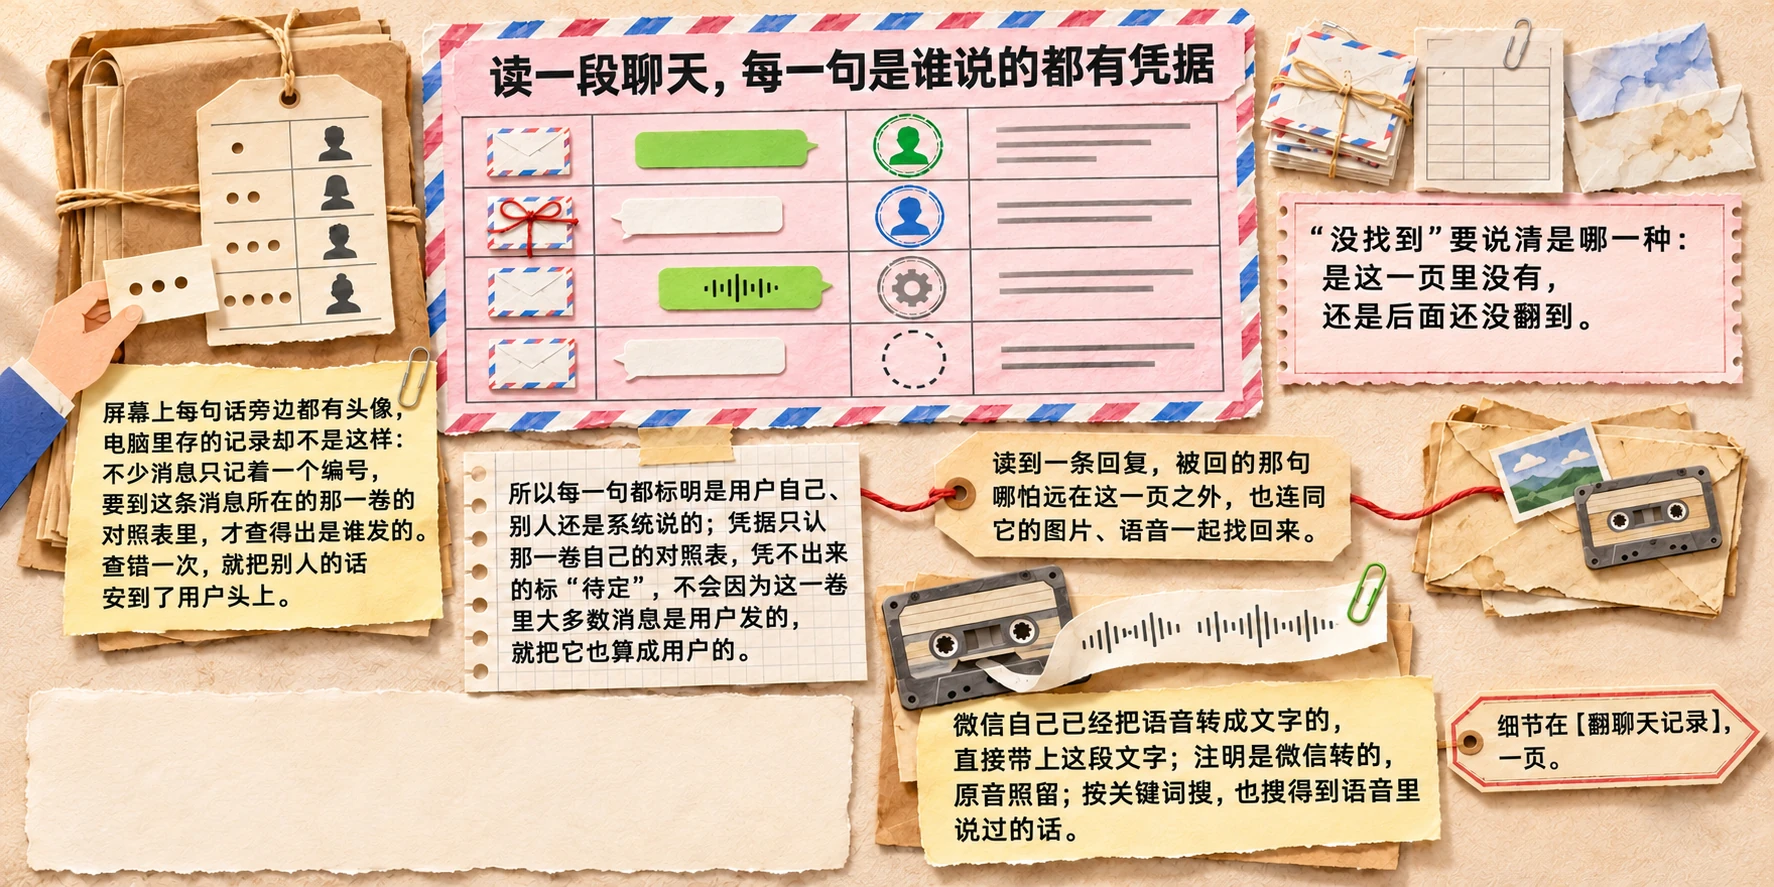 读一段聊天，每一句是谁说的都有凭据
屏幕上每句话旁边都有头像，
电脑里存的记录却不是这样：
不少消息只记着一个编号，
要到这条消息所在的那一卷的
对照表里，才查得出是谁发的。
查错一次，就把别人的话
安到了用户头上。
所以每一句都标明是用户自己、
别人还是系统说的；凭据只认
那一卷自己的对照表，凭不出来
的标“待定”，不会因为这一卷
里大多数消息是用户发的，
就把它也算成用户的。
“没找到”要说清是哪一种：
是这一页里没有，
还是后面还没翻到。
读到一条回复，被回的那句
哪怕远在这一页之外，也连同
它的图片、语音一起找回来。
微信自己已经把语音转成文字的，
直接带上这段文字；注明是微信转的，
原音照留；按关键词搜，也搜得到语音里
说过的话。
细节在【翻聊天记录】，
一页。